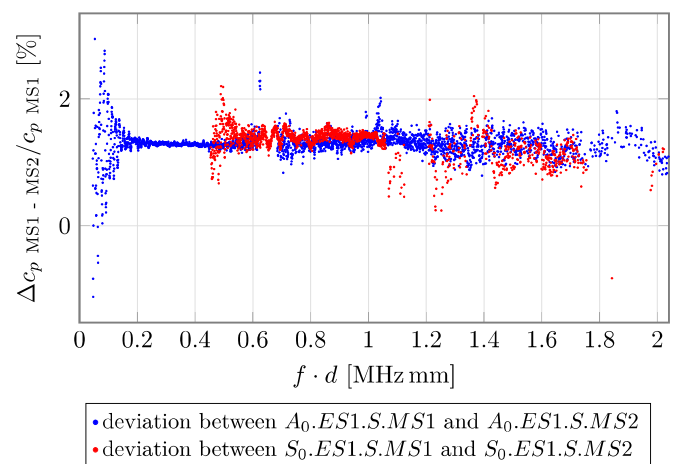 Δc_p MS1 - MS2/c_p MS1 [%]
2
0
0 0.2 0.4 0.6 0.8 1 1.2 1.4 1.6 1.8 2
f · d [MHz mm]
deviation between A_0.ES1.S.MS1 and A_0.ES1.S.MS2
deviation between S_0.ES1.S.MS1 and S_0.ES1.S.MS2